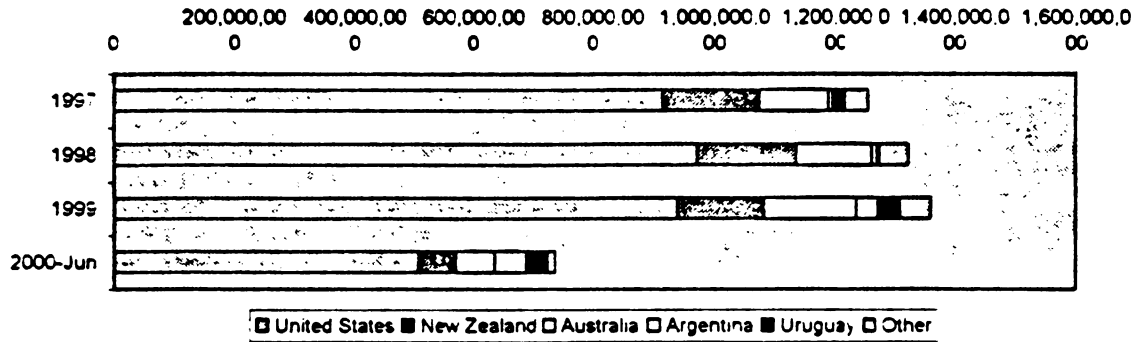 200,000,00 400,000,00 600,000,00 800,000,00 1,000,000,0 1,200,000,0 1,400,000,0 1,600,000,0
0 0 0 0 00 00 00 00
1997
1998
1999
2000-Jun
United States New Zealand Australia Argentina Uruguay Other